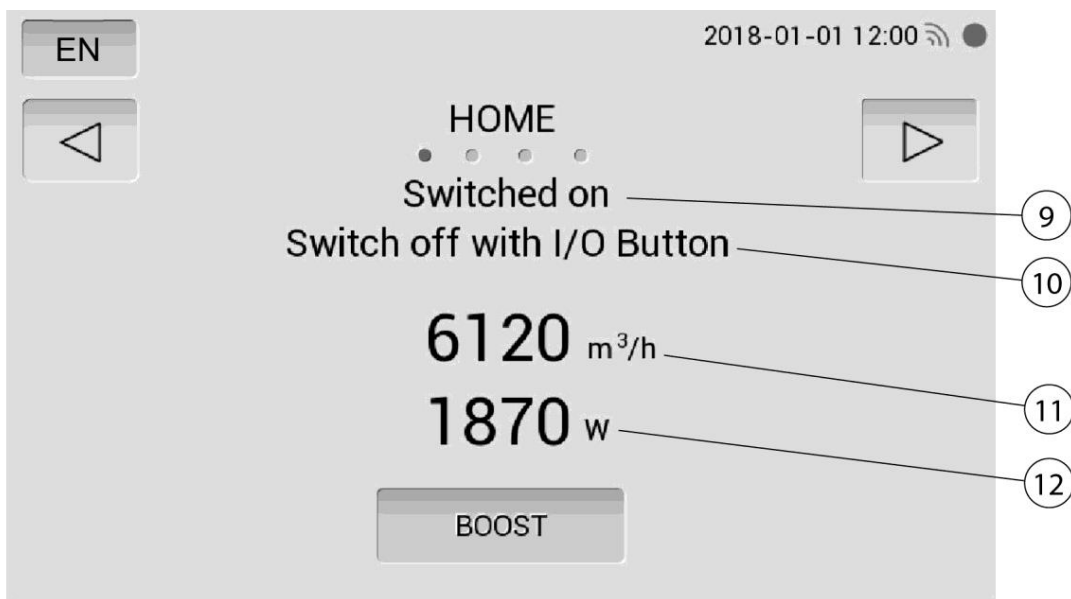 EN
2018-01-01 12:00
HOME
Switched on
9
Switch off with I/O Button
10
6120 m³/h
11
1870 W
12
BOOST